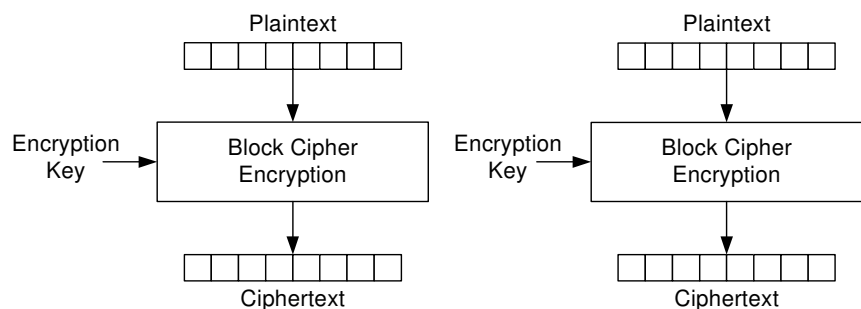 Plaintext
Encryption
Key
Block Cipher
Encryption
Ciphertext
Plaintext
Encryption
Key
Block Cipher
Encryption
Ciphertext